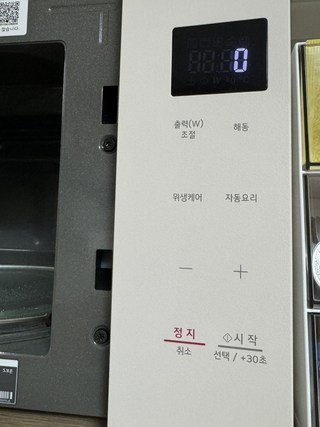 0
출력(W) 해동
조절
위생케어 자동요리
− +
정지 시작
취소 선택 / +30초